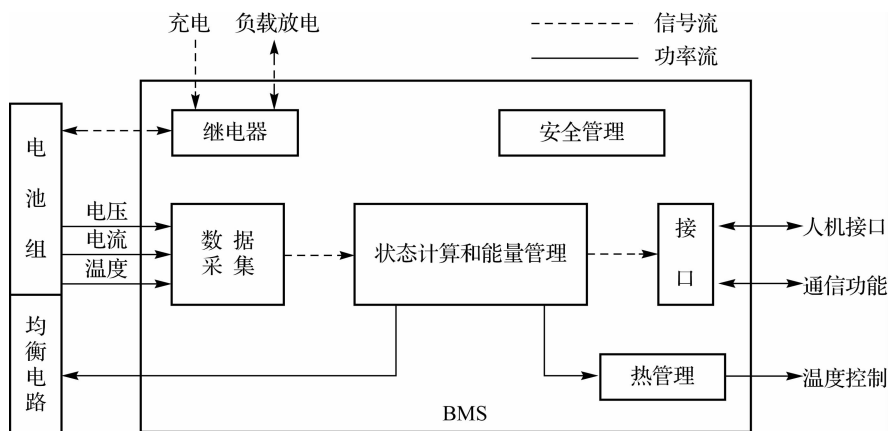 充电
负载放电
信号流
功率流
电池组
继电器
安全管理
电压
电流
温度
数据
采集
状态计算和能量管理
接口
人机接口
通信功能
均衡电路
热管理
温度控制
BMS